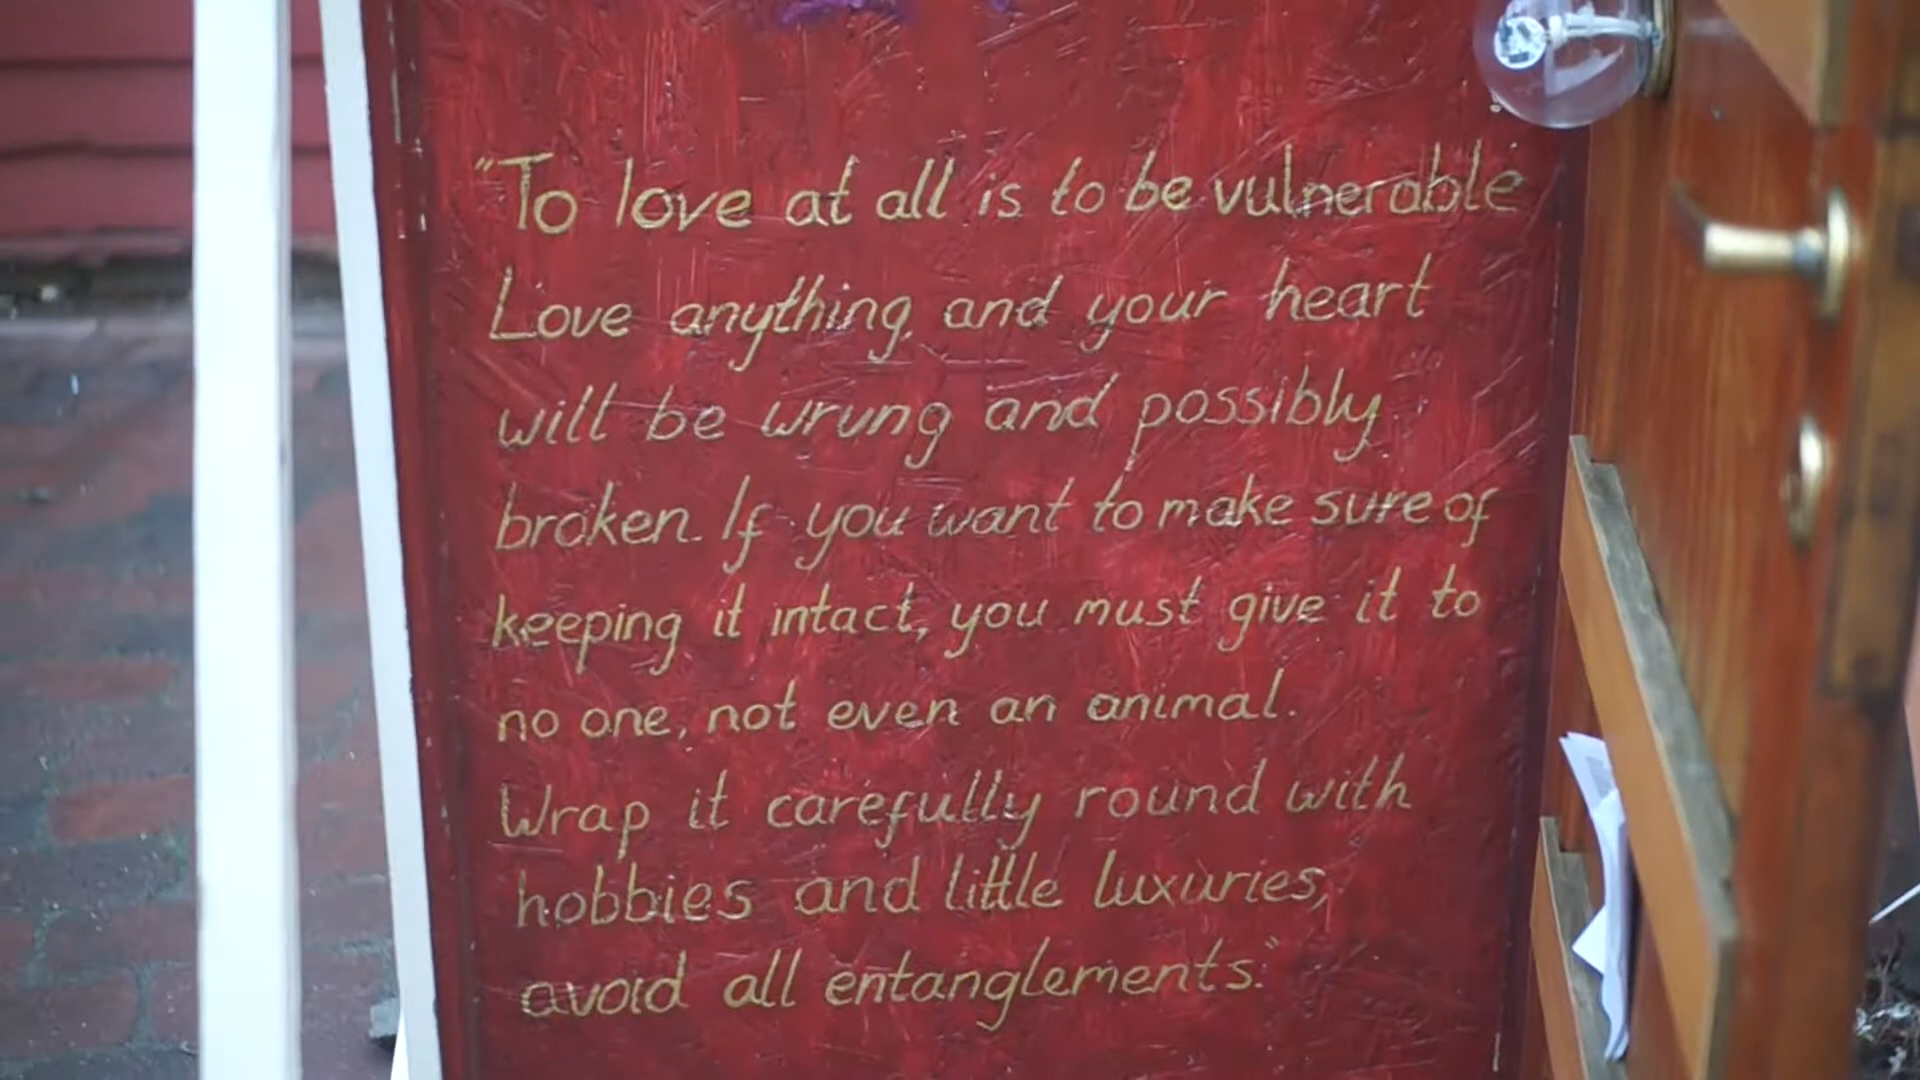 "To love at all is to be vulnerable
Love anything, and your heart
will be wrung and possibly
broken. If you want to make sure of
keeping it intact, you must give it to
no one, not even an animal.
Wrap it carefully round with
hobbies and little luxuries,
avoid all entanglements."